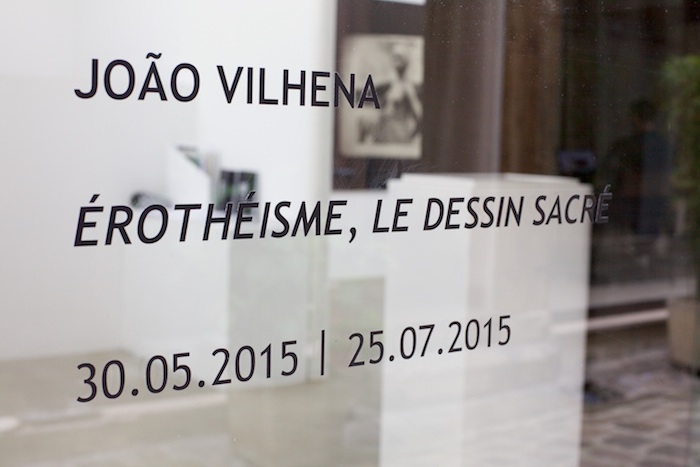 JOÃO VILHENA
ÉROTHÉISME, LE DESSIN SACRÉ
30.05.2015 | 25.07.2015